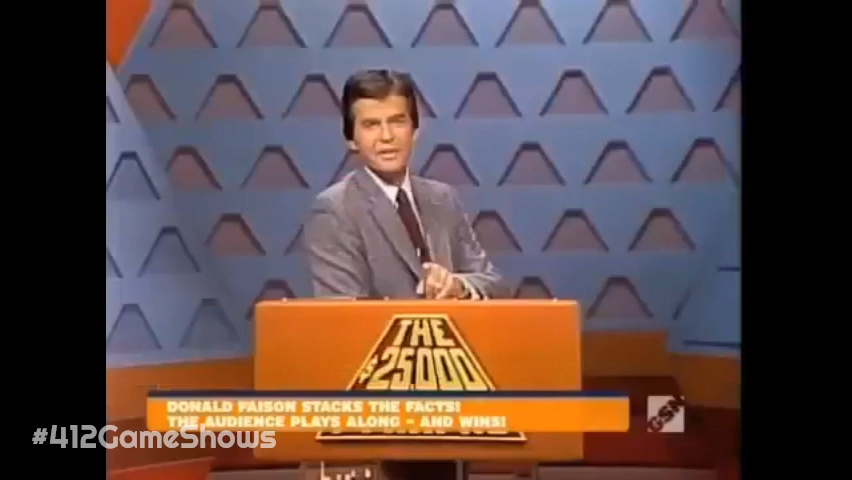 THE
$25,000
DONALD FAISON STACKS THE FACTS!
THE AUDIENCE PLAYS ALONG - AND WINS!
GSN
#412GameShows